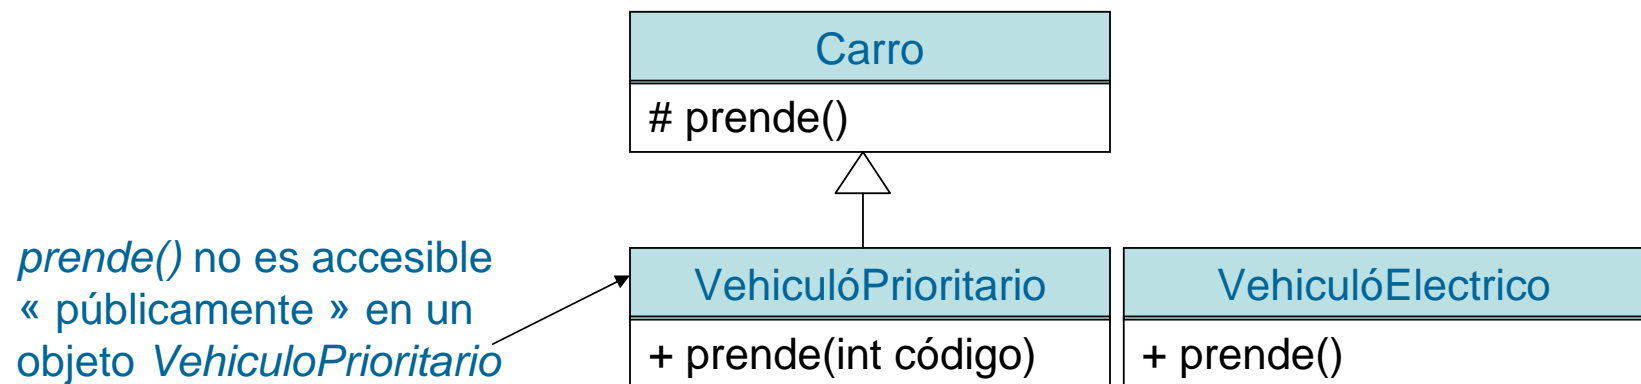 Carro
# prende()
prende() no es accesible
« públicamente » en un
objeto VehiculoPrioritario
VehiculóPrioritario
+ prende(int código)
VehiculóElectrico
+ prende()